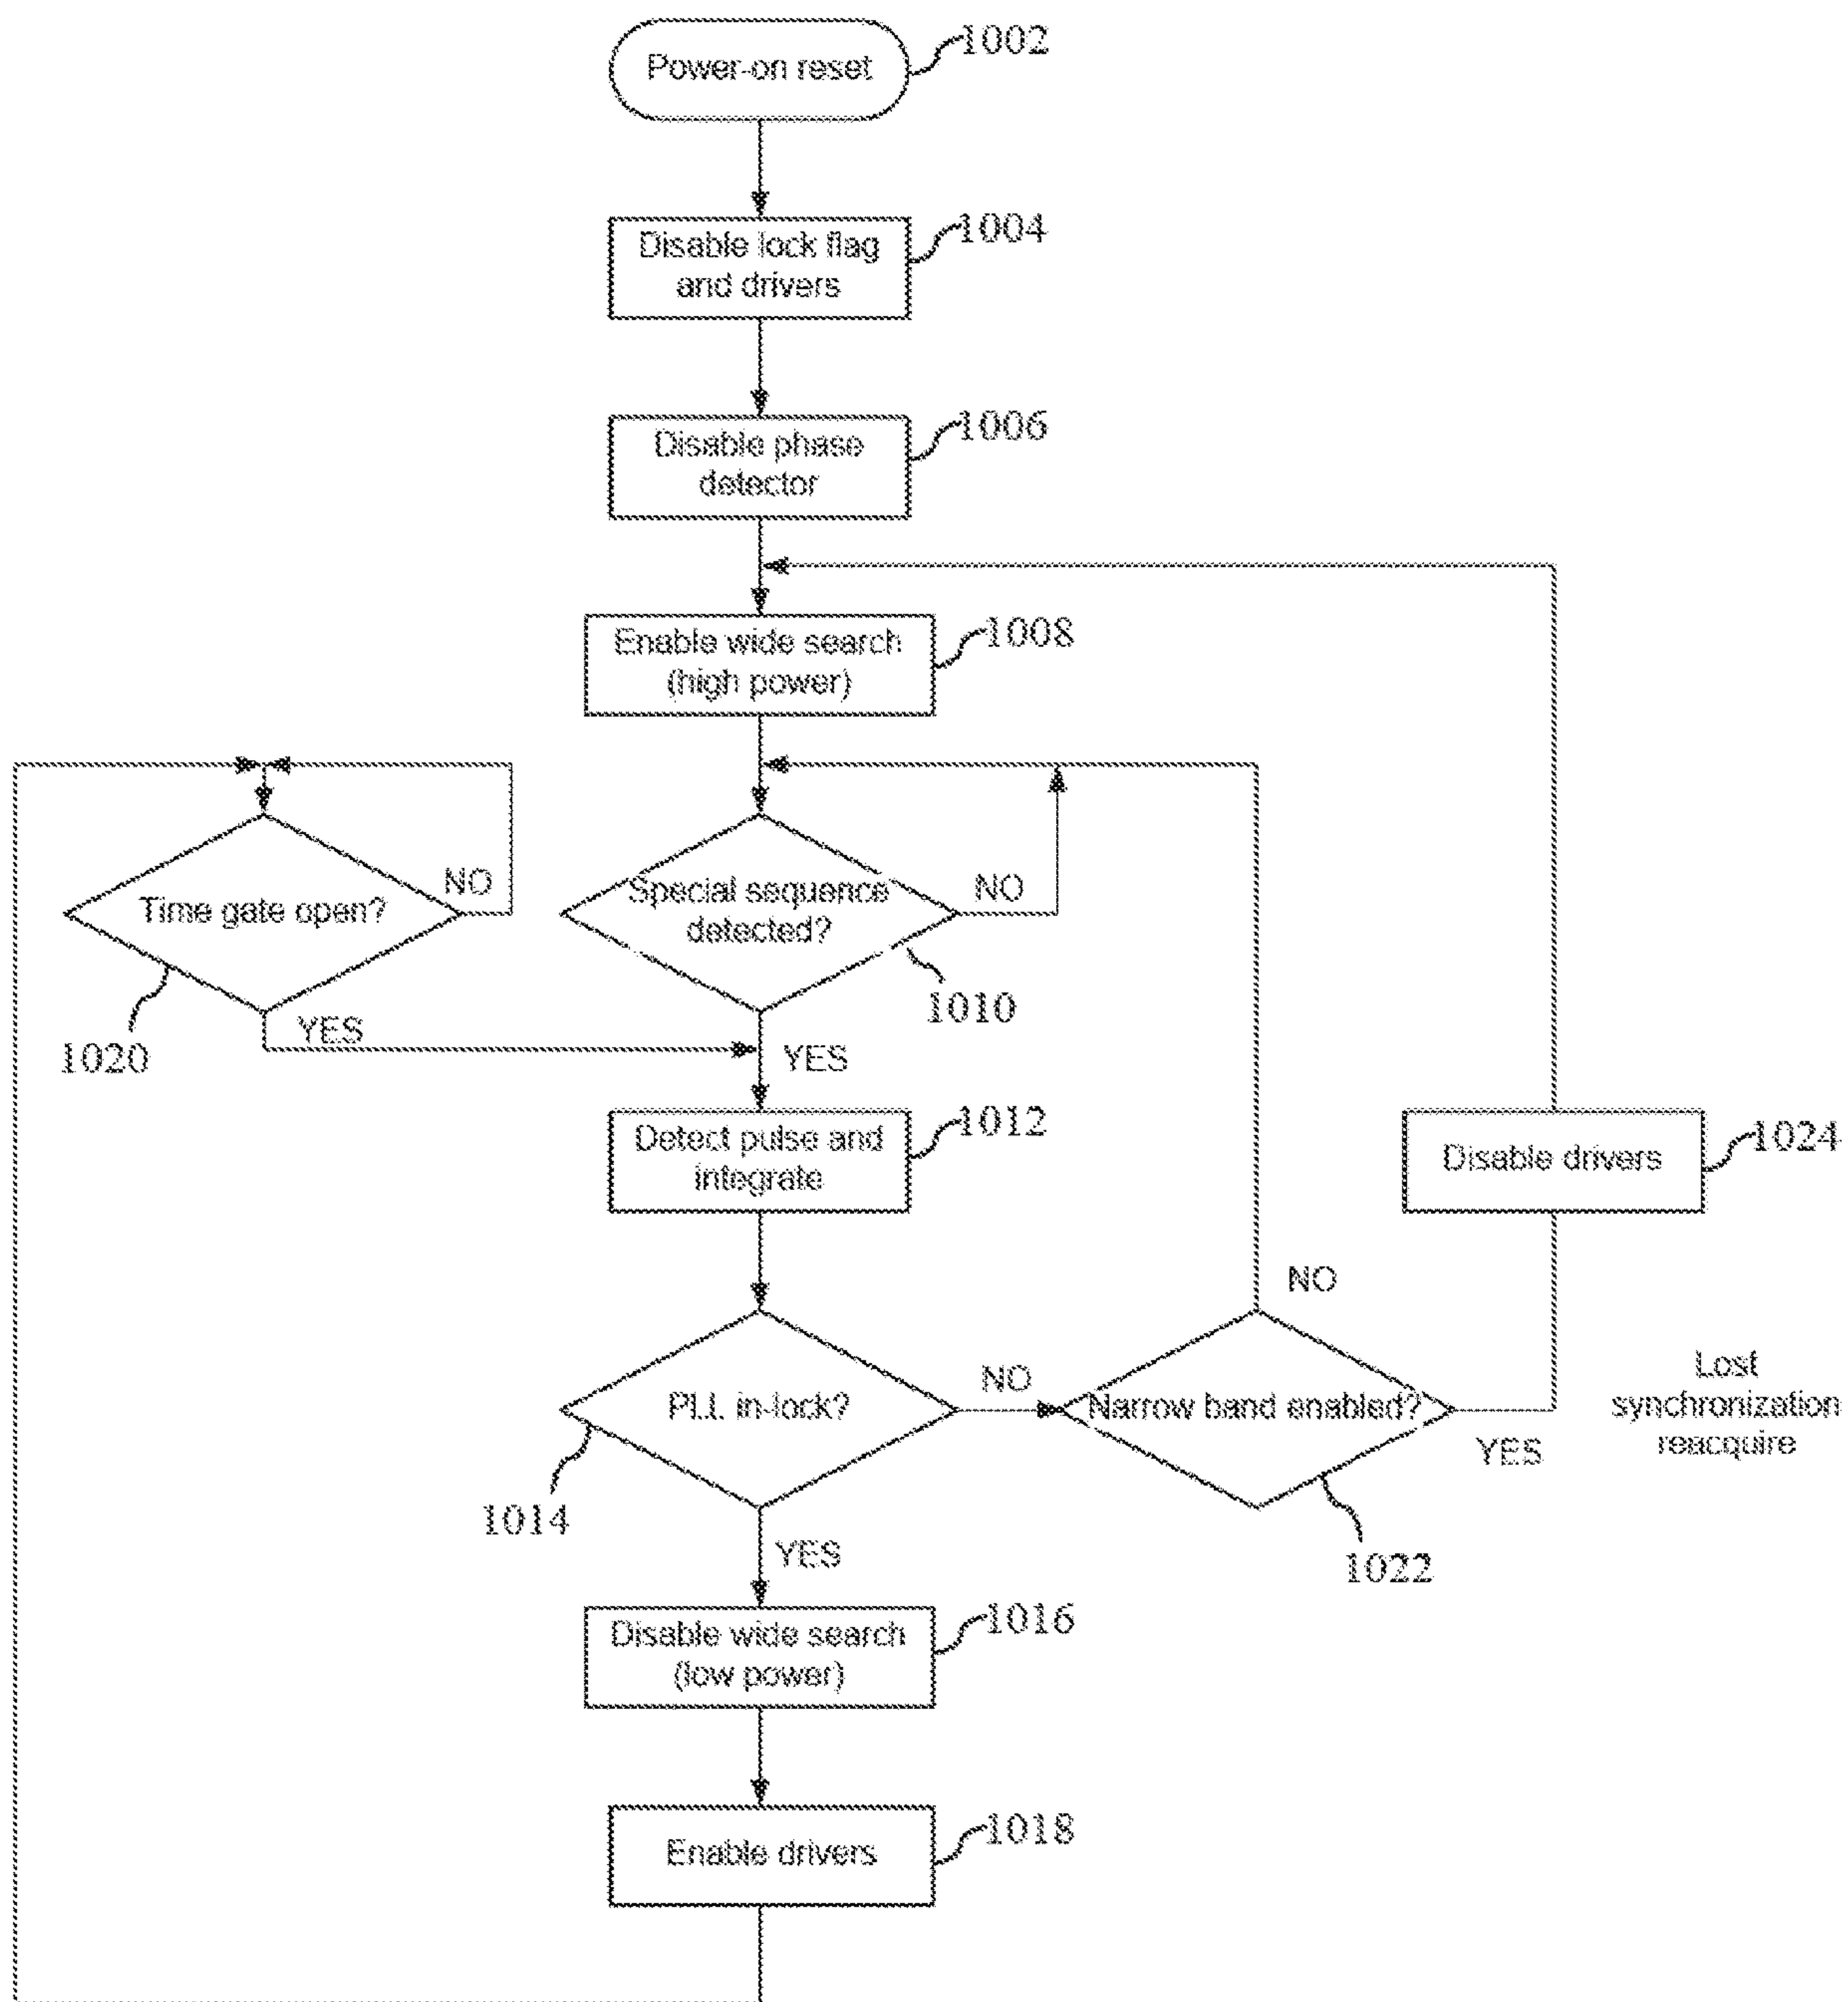 Power-on reset
1002
Disable lock flag
and drivers
1004
Disable phase
detector
1006
Enable wide search
(high power)
1008
Time gate open?
NO
YES
1020
Special sequence
detected?
NO
1010
YES
Detect pulse and
integrate
1012
Disable drivers
1024
PLL in-lock?
NO
1014
YES
Narrow band enabled?
NO
YES
1022
Lost
synchronization
reacquire
Disable wide search
(low power)
1016
Enable drivers
1018